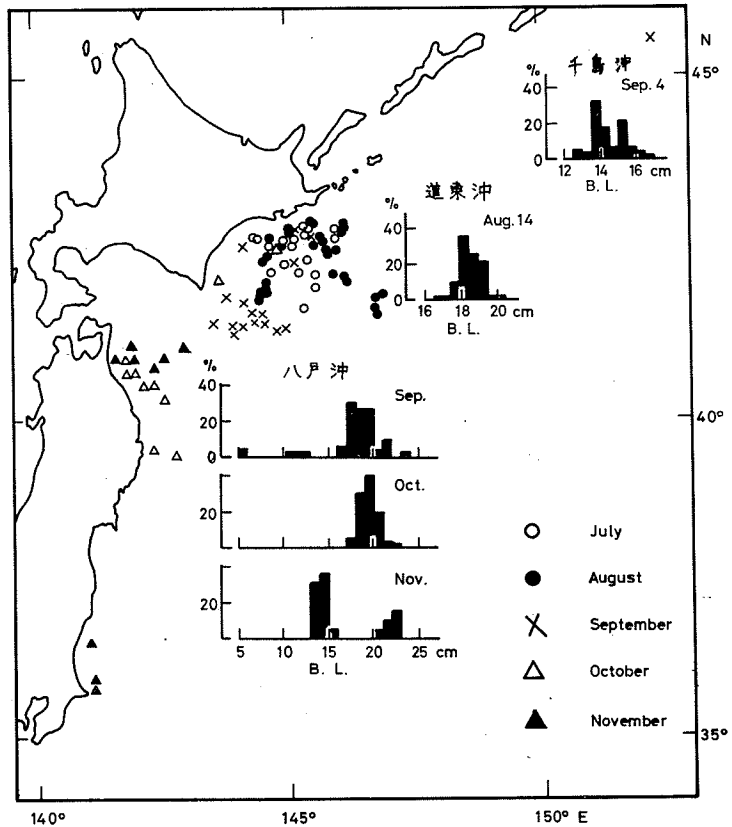 N
45°
千島沖
%
Sep. 4
40
20
0
12 14 16 cm
B. L.
道東沖
%
Aug. 14
40
20
0
16 18 20 cm
B. L.
八戸沖
%
40
Sep.
20
0
40°
Oct.
20
Nov.
20
5 10 15 20 25 cm
B. L.
July
August
September
October
November
35°
140° 145° 150° E